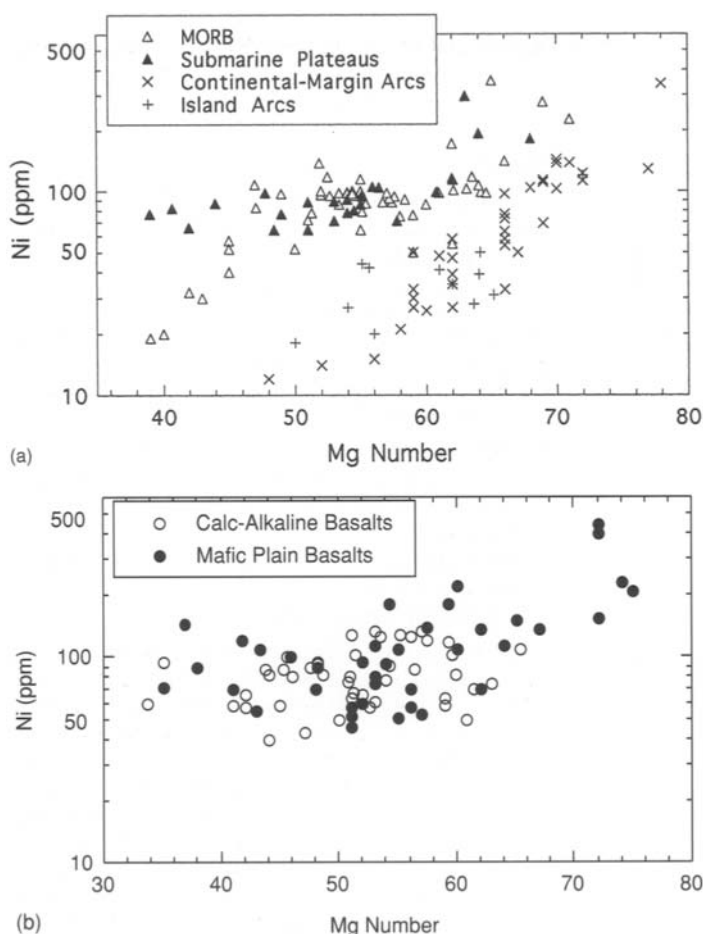 500
100
50
10
Ni (ppm)
MORB
Submarine Plateaus
Continental-Margin Arcs
Island Arcs
40 50 60 70 80
Mg Number
(a)
500
100
50
10
Ni (ppm)
Calc-Alkaline Basalts
Mafic Plain Basalts
30 40 50 60 70 80
Mg Number
(b)